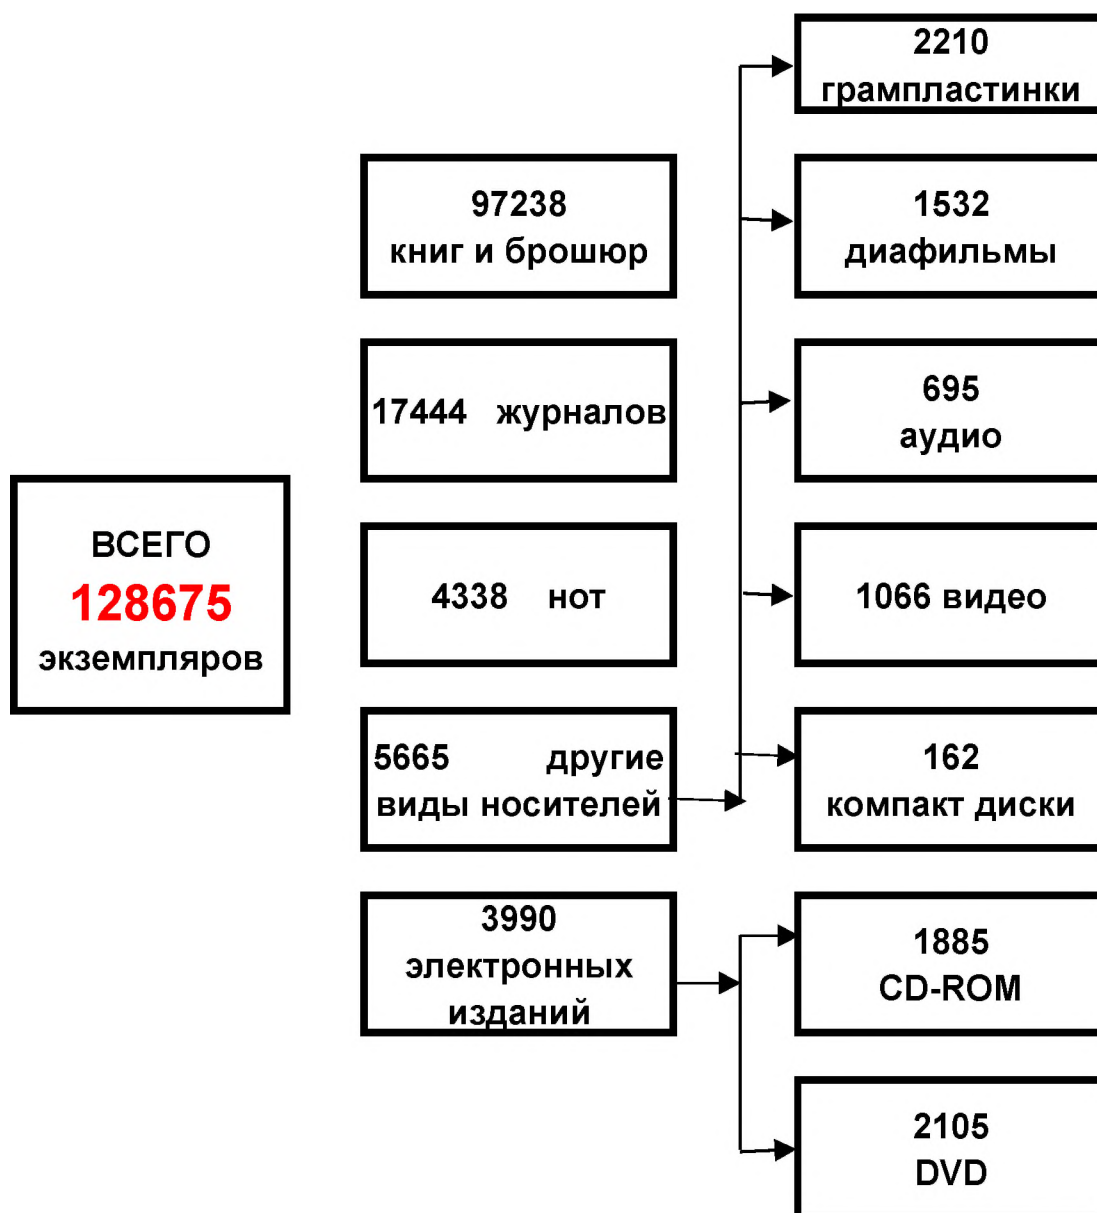 ВСЕГО
128675
экземпляров
97238
книг и брошюр
17444 журналов
4338 нот
5665 другие
виды носителей
3990
электронных
изданий
2210
грампластинки
1532
диафильмы
695
аудио
1066 видео
162
компакт диски
1885
CD-ROM
2105
DVD